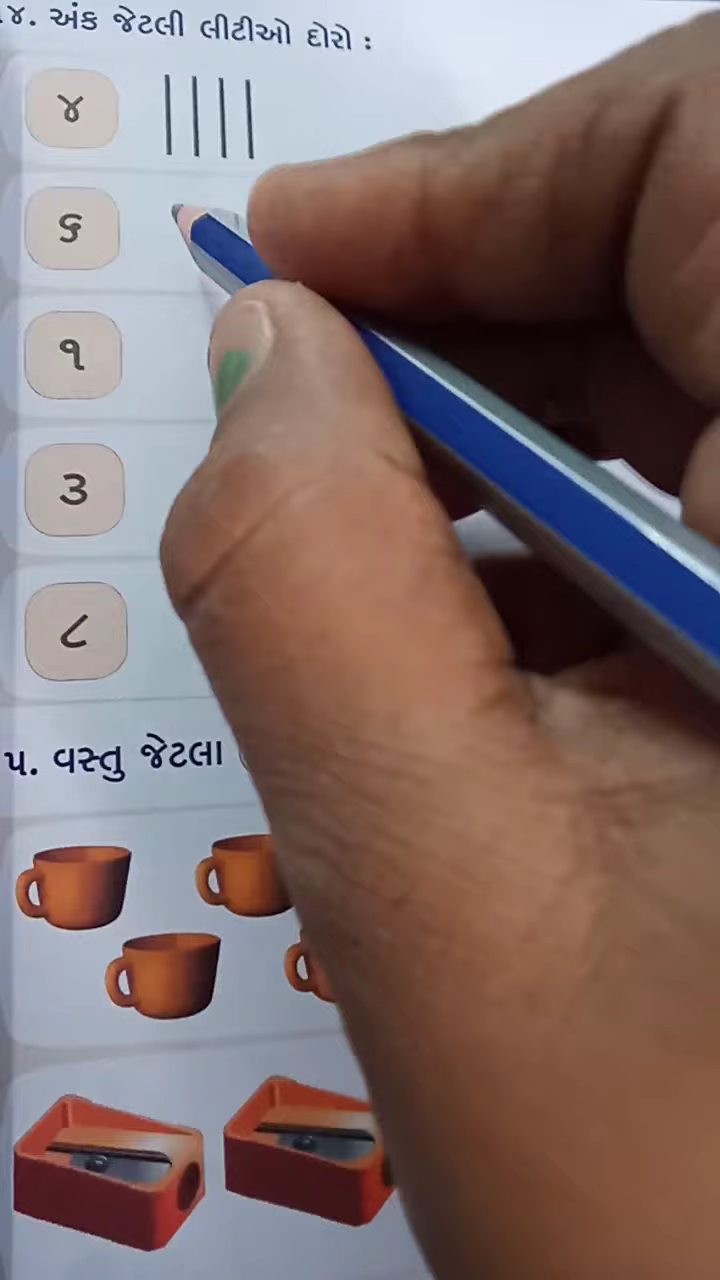 ૪. અંક જેટલી લીટીઓ દોરો :
૪
૬
૧
૩
૮
૫. વસ્તુ જેટલા